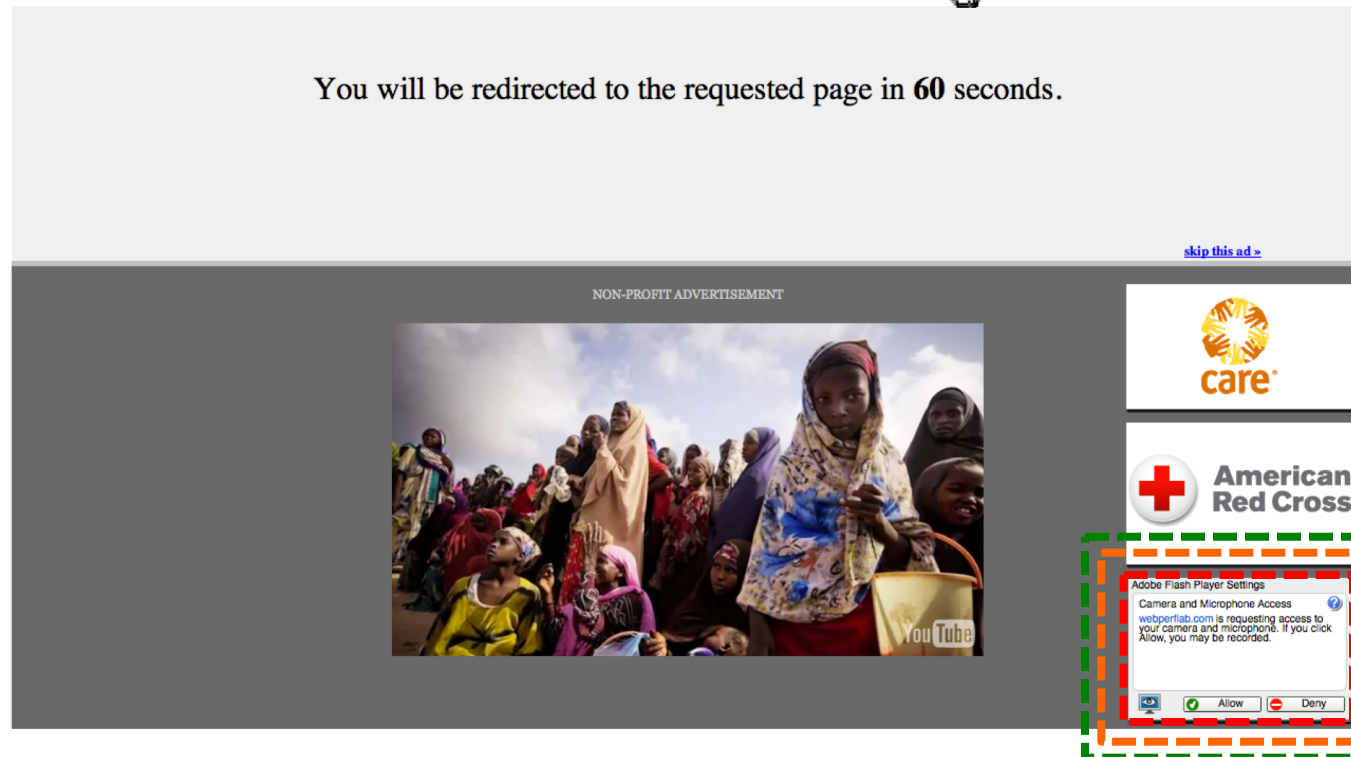 You will be redirected to the requested page in 60 seconds.
skip this ad »
NON-PROFIT ADVERTISEMENT
care®
American
Red Cross
YouTube
Adobe Flash Player Settings
Camera and Microphone Access
webperflab.com is requesting access to
your camera and microphone. If you click
Allow, you may be recorded.
Allow
Deny